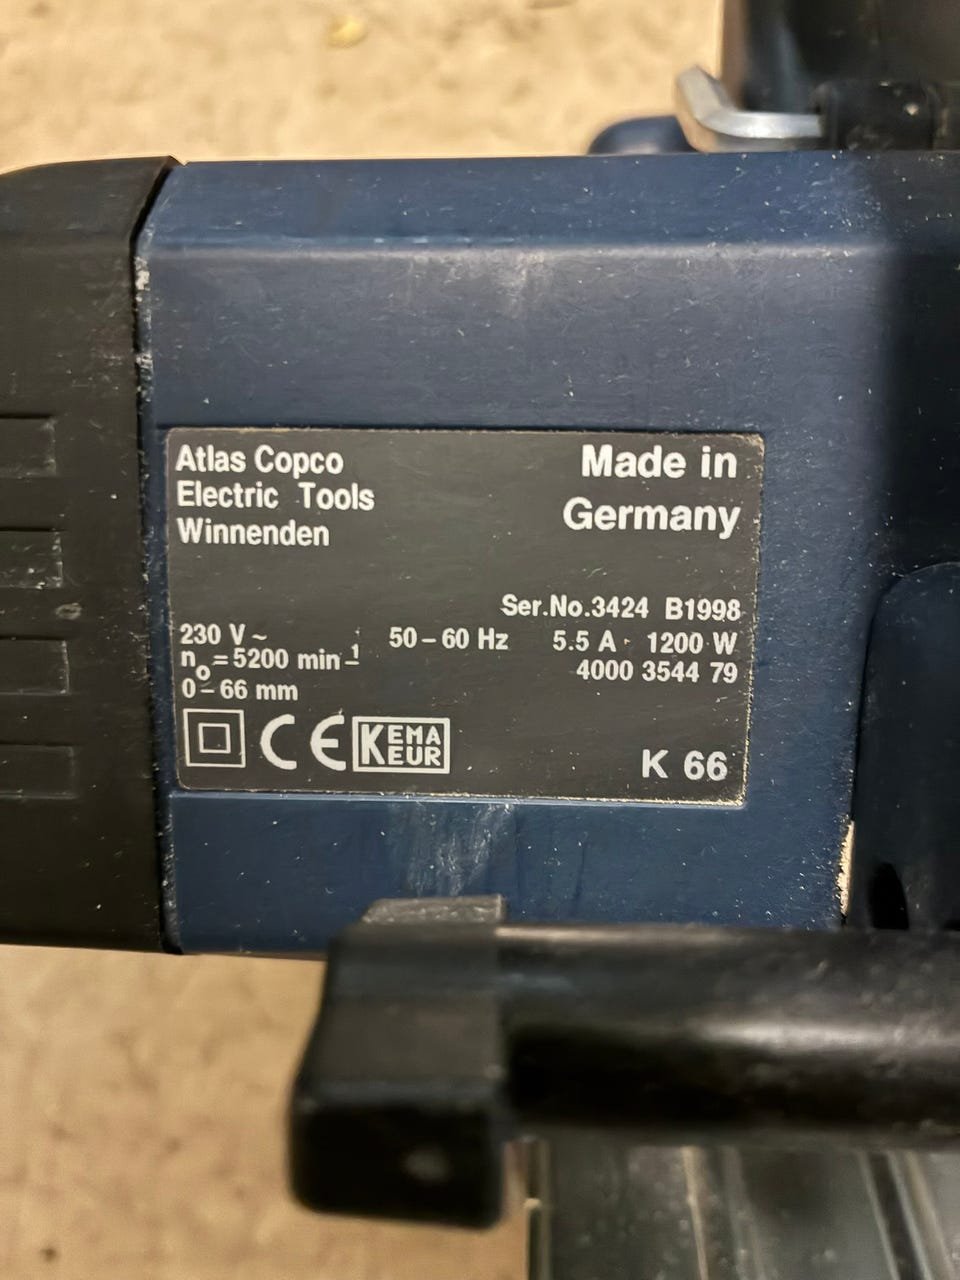 Atlas Copco
Electric Tools
Winnenden
Made in
Germany
Ser.No.3424 B1998
230 V ~ 50 – 60 Hz 5.5 A 1200 W
n₀ = 5200 min⁻¹ 4000 3544 79
0 – 66 mm
CE KEMA EUR K 66